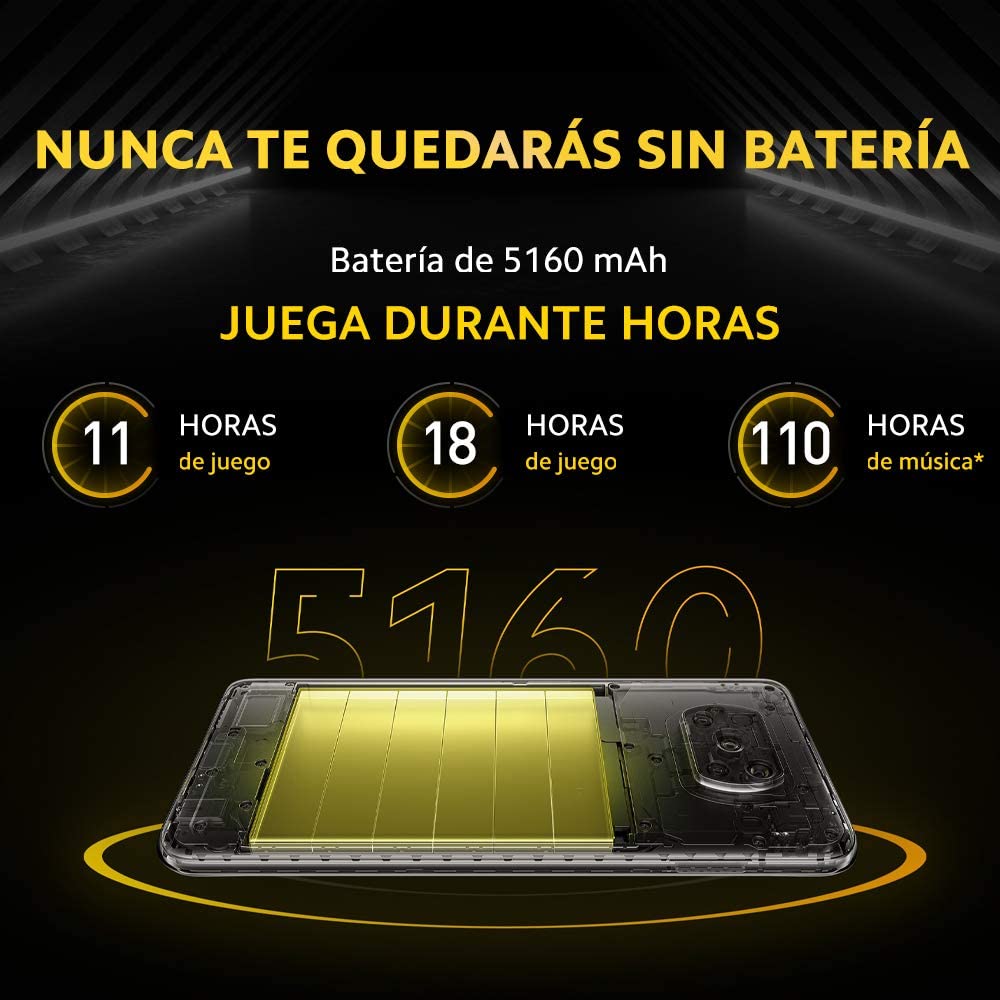 NUNCA TE QUEDARÁS SIN BATERÍA
Batería de 5160 mAh
JUEGA DURANTE HORAS
11 HORAS
de juego
18 HORAS
de juego
110 HORAS
de música*
5160